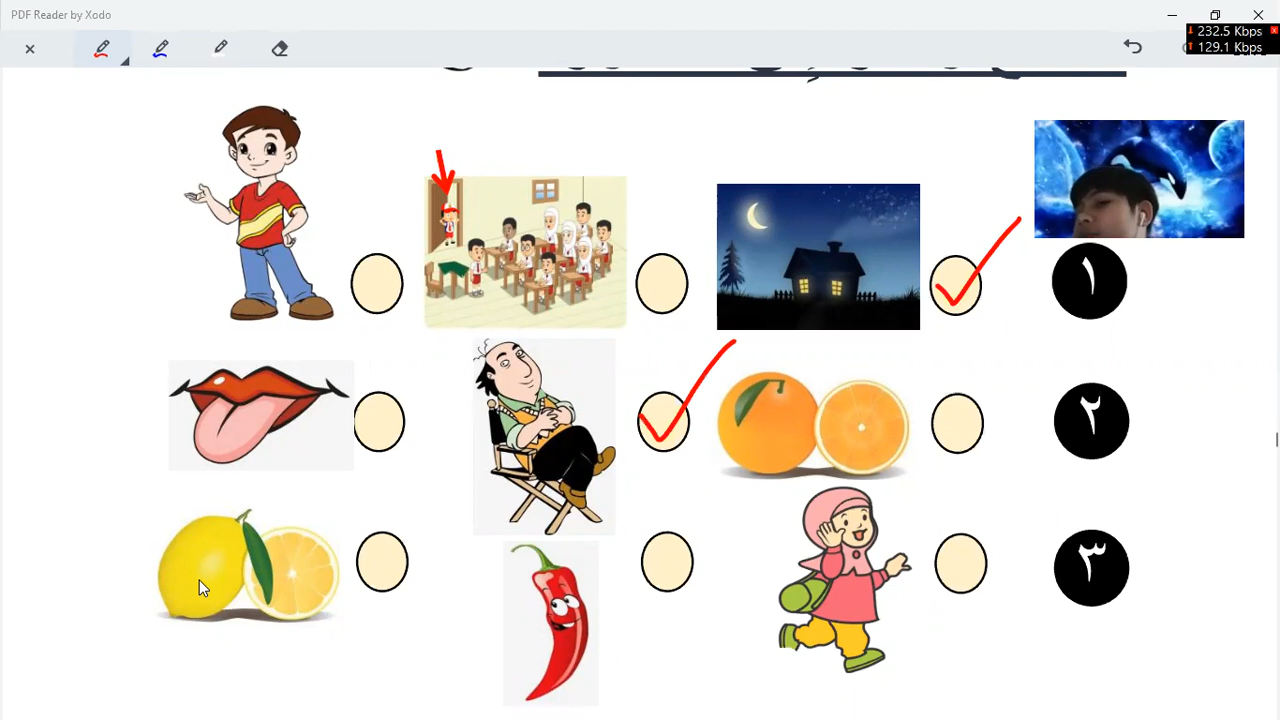 PDF Reader by Xodo
232.5 Kbps
129.1 Kbps
١
٢
٣